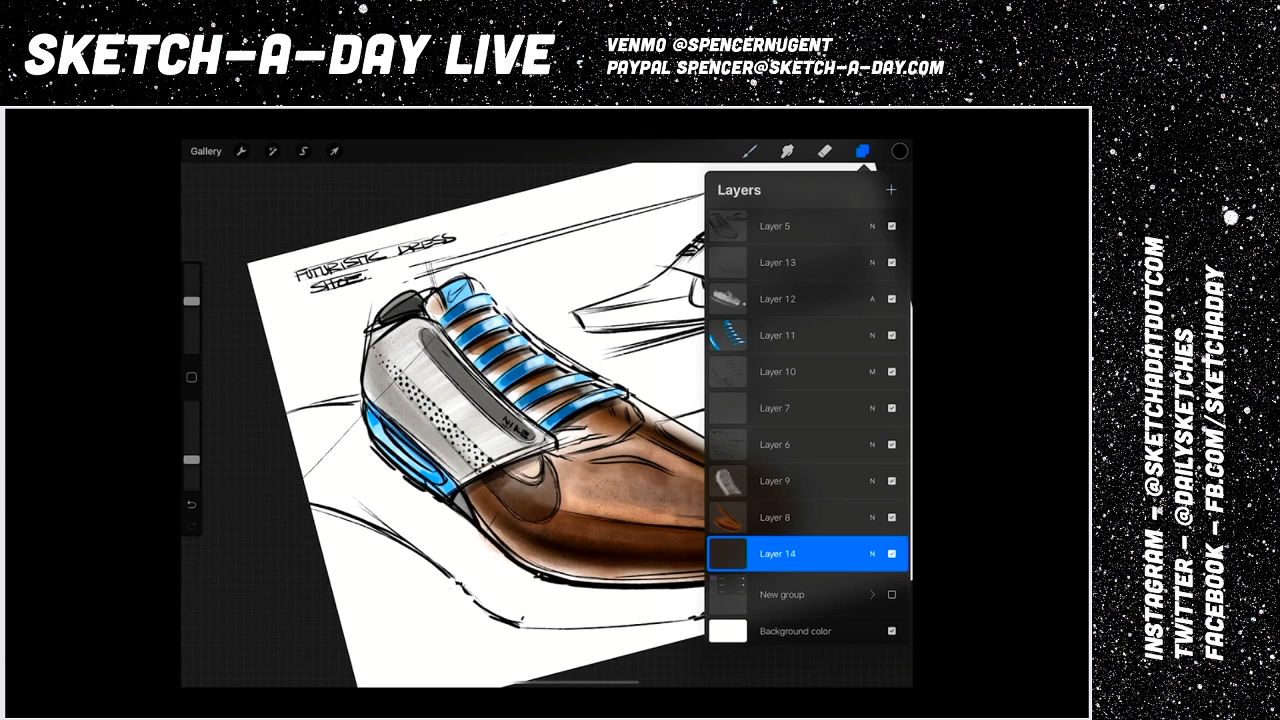 SKETCH-A-DAY LIVE
VENMO @SPENCERNUGENT
PAYPAL SPENCER@SKETCH-A-DAY.COM
Gallery
Layers
Layer 5 N
Layer 13 N
Layer 12 A
Layer 11 N
Layer 10 M
Layer 7 N
Layer 6 N
Layer 9 N
Layer 8 N
Layer 14 N
New group
Background color
FUTURISTIC DRESS
SHOE.
NIKE
INSTAGRAM - @SKETCHADAYDOTCOM
TWITTER - @DAILYSKETCHES
FACEBOOK - FB.COM/SKETCHADAY